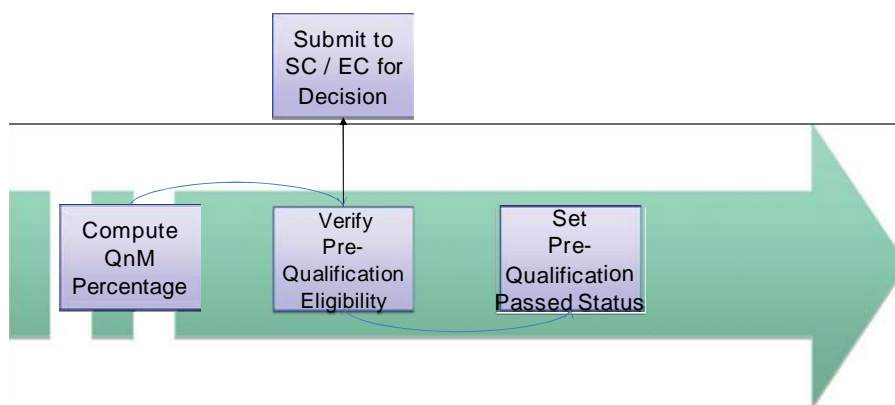 Submit to
SC / EC for
Decision
Compute
QnM
Percentage
Verify
Pre-
Qualification
Eligibility
Set
Pre-
Qualification
Passed Status